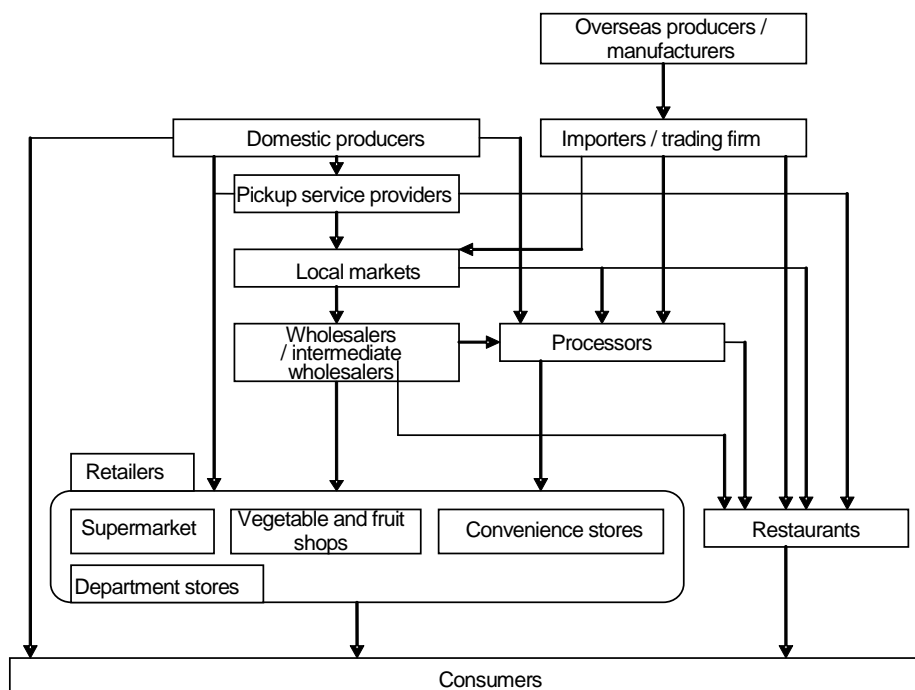 Overseas producers /
manufacturers
Domestic producers
Importers / trading firm
Pickup service providers
Local markets
Wholesalers
/ intermediate
wholesalers
Processors
Retailers
Supermarket
Vegetable and fruit
shops
Convenience stores
Restaurants
Department stores
Consumers